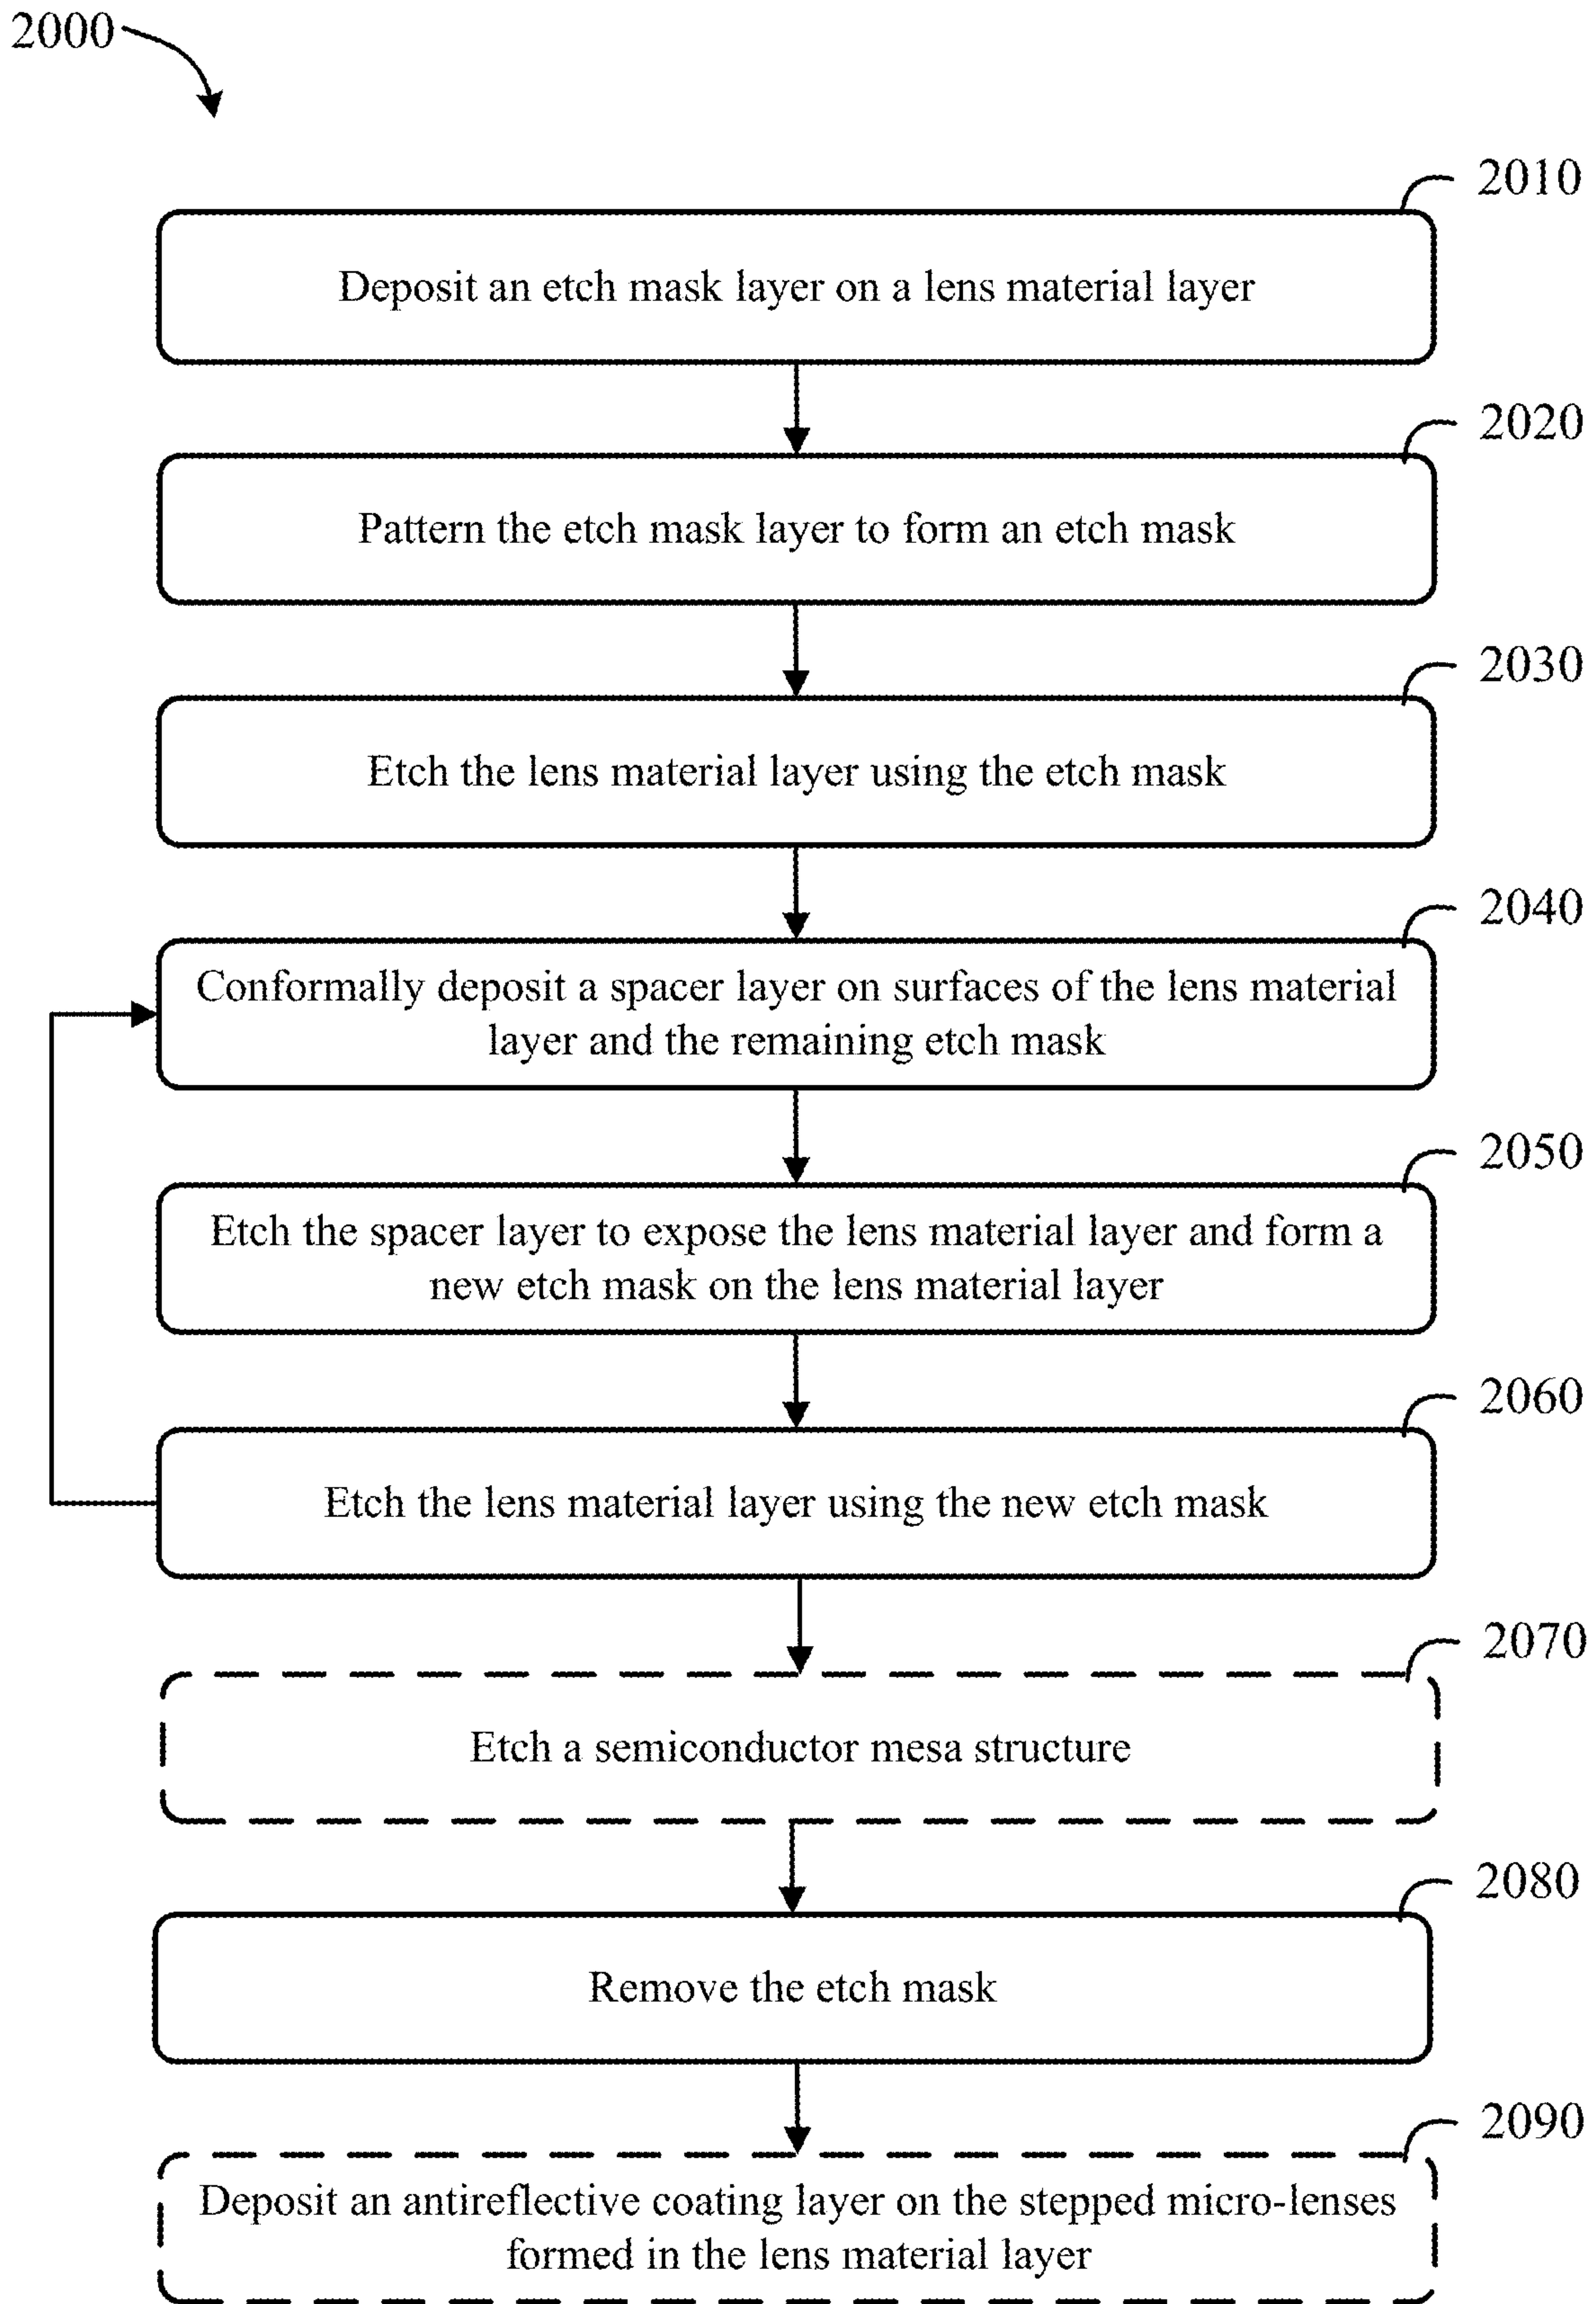 2000
2010
Deposit an etch mask layer on a lens material layer
2020
Pattern the etch mask layer to form an etch mask
2030
Etch the lens material layer using the etch mask
2040
Conformally deposit a spacer layer on surfaces of the lens material
layer and the remaining etch mask
2050
Etch the spacer layer to expose the lens material layer and form a
new etch mask on the lens material layer
2060
Etch the lens material layer using the new etch mask
2070
Etch a semiconductor mesa structure
2080
Remove the etch mask
2090
Deposit an antireflective coating layer on the stepped micro-lenses
formed in the lens material layer